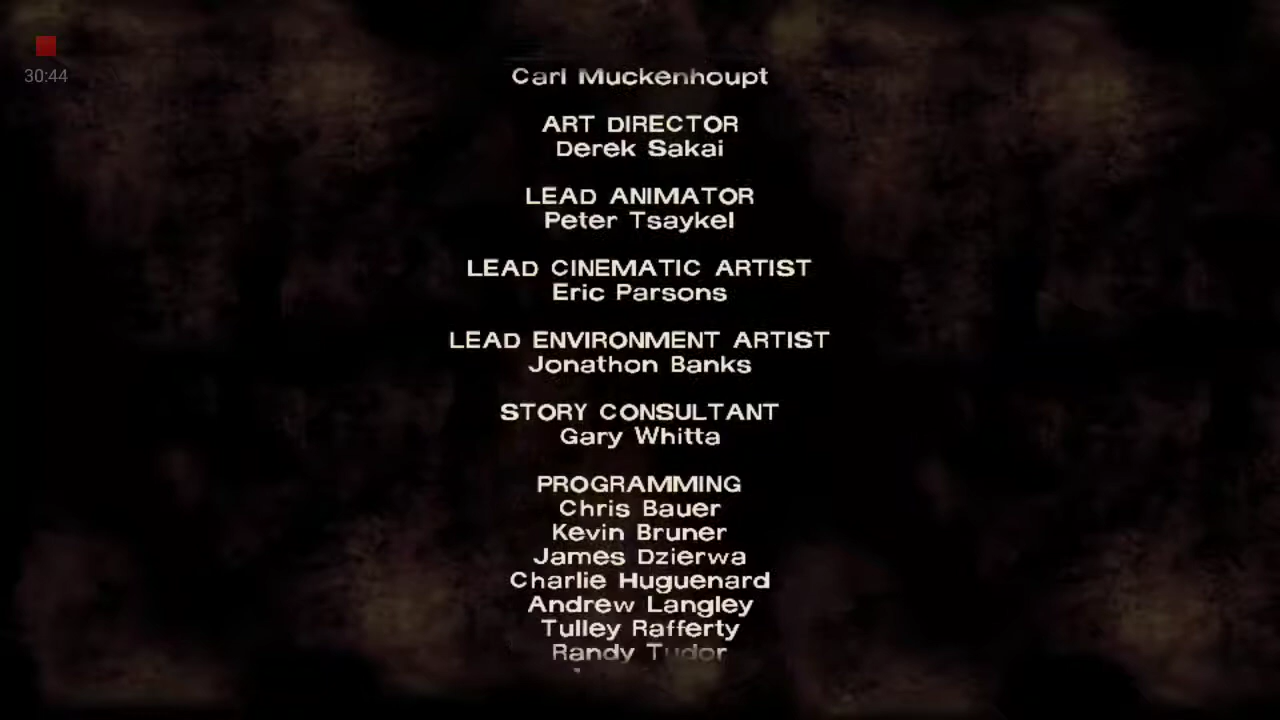 30:44
Carl Muckenhoupt
ART DIRECTOR
Derek Sakai
LEAD ANIMATOR
Peter Tsaykel
LEAD CINEMATIC ARTIST
Eric Parsons
LEAD ENVIRONMENT ARTIST
Jonathon Banks
STORY CONSULTANT
Gary Whitta
PROGRAMMING
Chris Bauer
Kevin Bruner
James Dzierwa
Charlie Huguenard
Andrew Langley
Tulley Rafferty
Randy Tudor